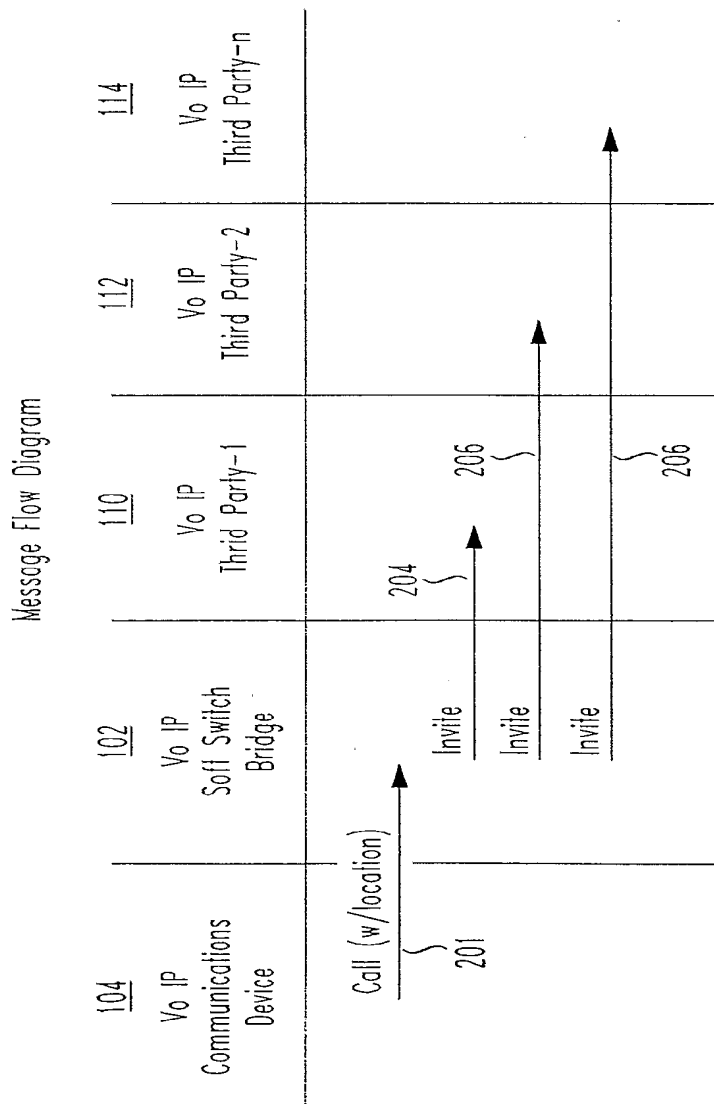 Message Flow Diagram
104
Vo IP
Communications
Device
102
Vo IP
Soff Switch
Bridge
110
Vo IP
Thrid Party-1
112
Vo IP
Third Party-2
114
Vo IP
Third Party-n
Call (w/location)
201
Invite
204
Invite
206
Invite
206